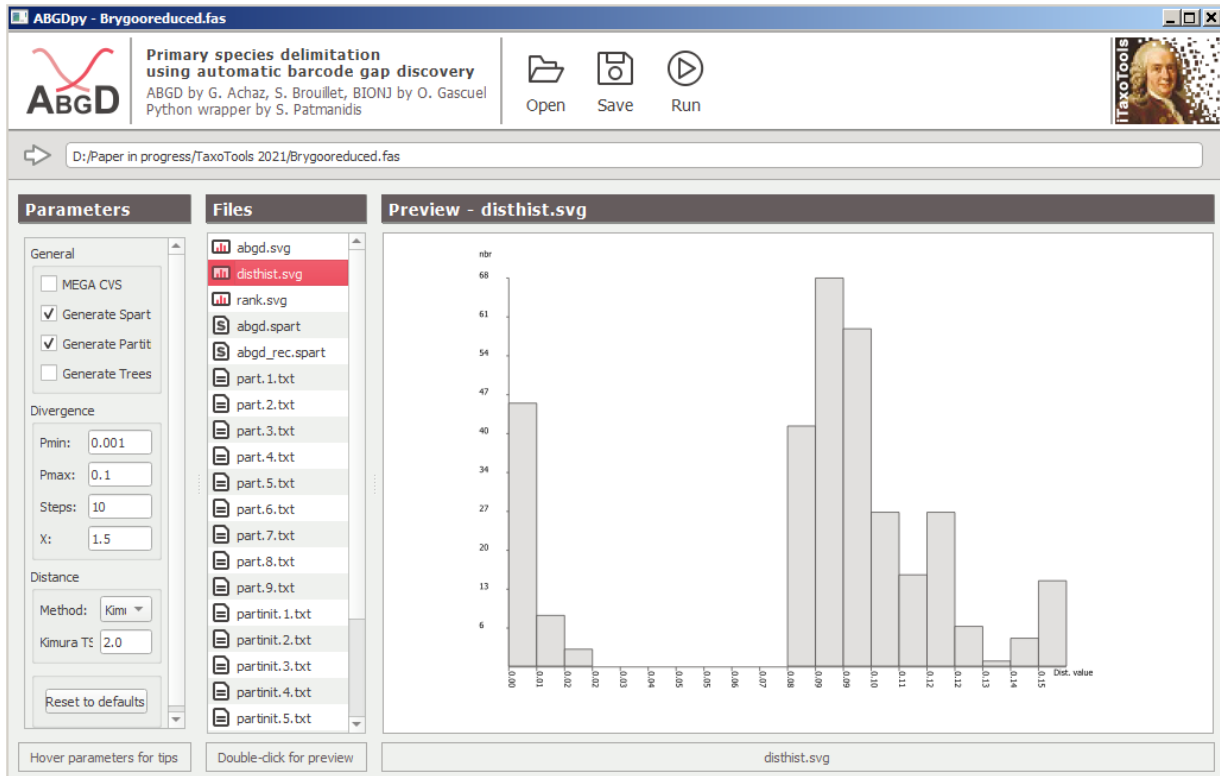 ABGDpy - Brygooreduced.fas
ABGD
Primary species delimitation
using automatic barcode gap discovery
ABGD by G. Achaz, S. Brouillet, BIONJ by O. Gascuel
Python wrapper by S. Patmanidis
Open
Save
Run
iTaxoTools
D:/Paper in progress/TaxoTools 2021/Brygooreduced.fas
Parameters
General
MEGA CVS
Generate Spart
Generate Partit
Generate Trees
Divergence
Pmin: 0.001
Pmax: 0.1
Steps: 10
X: 1.5
Distance
Method: Kimu
Kimura TS 2.0
Reset to defaults
Hover parameters for tips
Files
abgd.svg
disthist.svg
rank.svg
abgd.spart
abgd_rec.spart
part.1.txt
part.2.txt
part.3.txt
part.4.txt
part.5.txt
part.6.txt
part.7.txt
part.8.txt
part.9.txt
partinit.1.txt
partinit.2.txt
partinit.3.txt
partinit.4.txt
partinit.5.txt
Double-click for preview
Preview - disthist.svg
nbr
68
61
54
47
40
34
27
20
13
6
0.00
0.01
0.02
0.02
0.03
0.04
0.05
0.05
0.06
0.07
0.08
0.09
0.09
0.10
0.11
0.12
0.12
0.13
0.14
0.15
Dist. value
disthist.svg